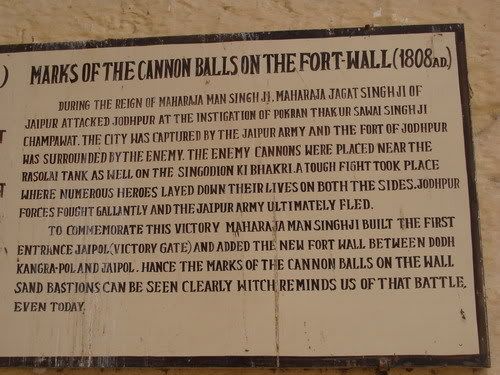 ) MARKS OF THE CANNON BALLS ON THE FORT-WALL (1808 AD.)
DURING THE REIGN OF MAHARAJA MAN SINGH JI, MAHARAJA JAGAT SINGH JI OF
JAIPUR ATTACKED JODHPUR AT THE INSTIGATION OF POKRAN THAKUR SAWAI SINGH JI
CHAMPAWAT. THE CITY WAS CAPTURED BY THE JAIPUR ARMY AND THE FORT OF JODHPUR
WAS SURROUNDED BY THE ENEMY. THE ENEMY CANNONS WERE PLACED NEAR THE
RASOLAI TANK AS WELL ON THE SINGODION KI BHAKRI. A TOUGH FIGHT TOOK PLACE
WHERE NUMEROUS HEROES LAYED DOWN THEIR LIVES ON BOTH THE SIDES. JODHPUR
FORCES FOUGHT GALLANTLY AND THE JAIPUR ARMY ULTIMATELY FLED.
TO COMMEMORATE THIS VICTORY MAHARAJA MAN SINGHJI BUILT THE FIRST
ENTRANCE JAIPOL (VICTORY GATE) AND ADDED THE NEW FORT WALL BETWEEN DODH
KANGRA-POL AND JAIPOL. HANCE THE MARKS OF THE CANNON BALLS ON THE WALL
SAND BASTIONS CAN BE SEEN CLEARLY WITCH REMINDS US OF THAT BATTLE,
EVEN TODAY.